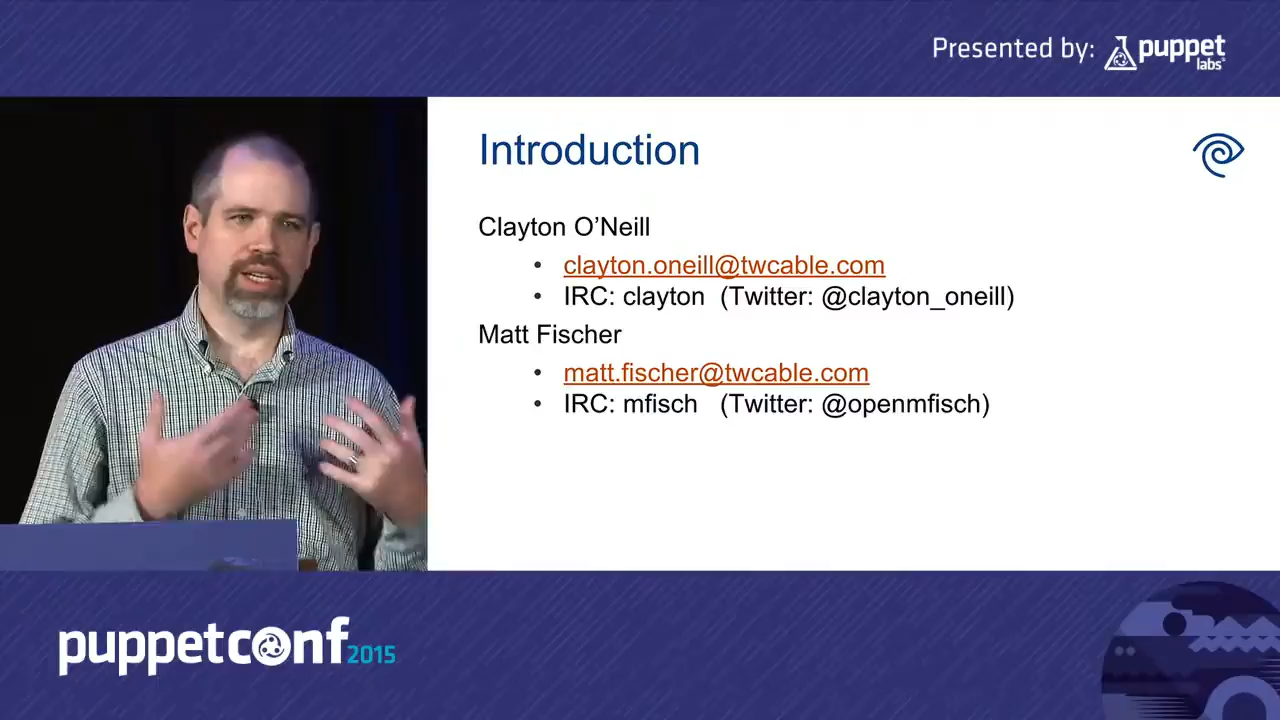 Presented by: puppet labs
Introduction
Clayton O’Neill
• clayton.oneill@twcable.com
• IRC: clayton (Twitter: @clayton_oneill)
Matt Fischer
• matt.fischer@twcable.com
• IRC: mfisch (Twitter: @openmfisch)
puppetconf 2015